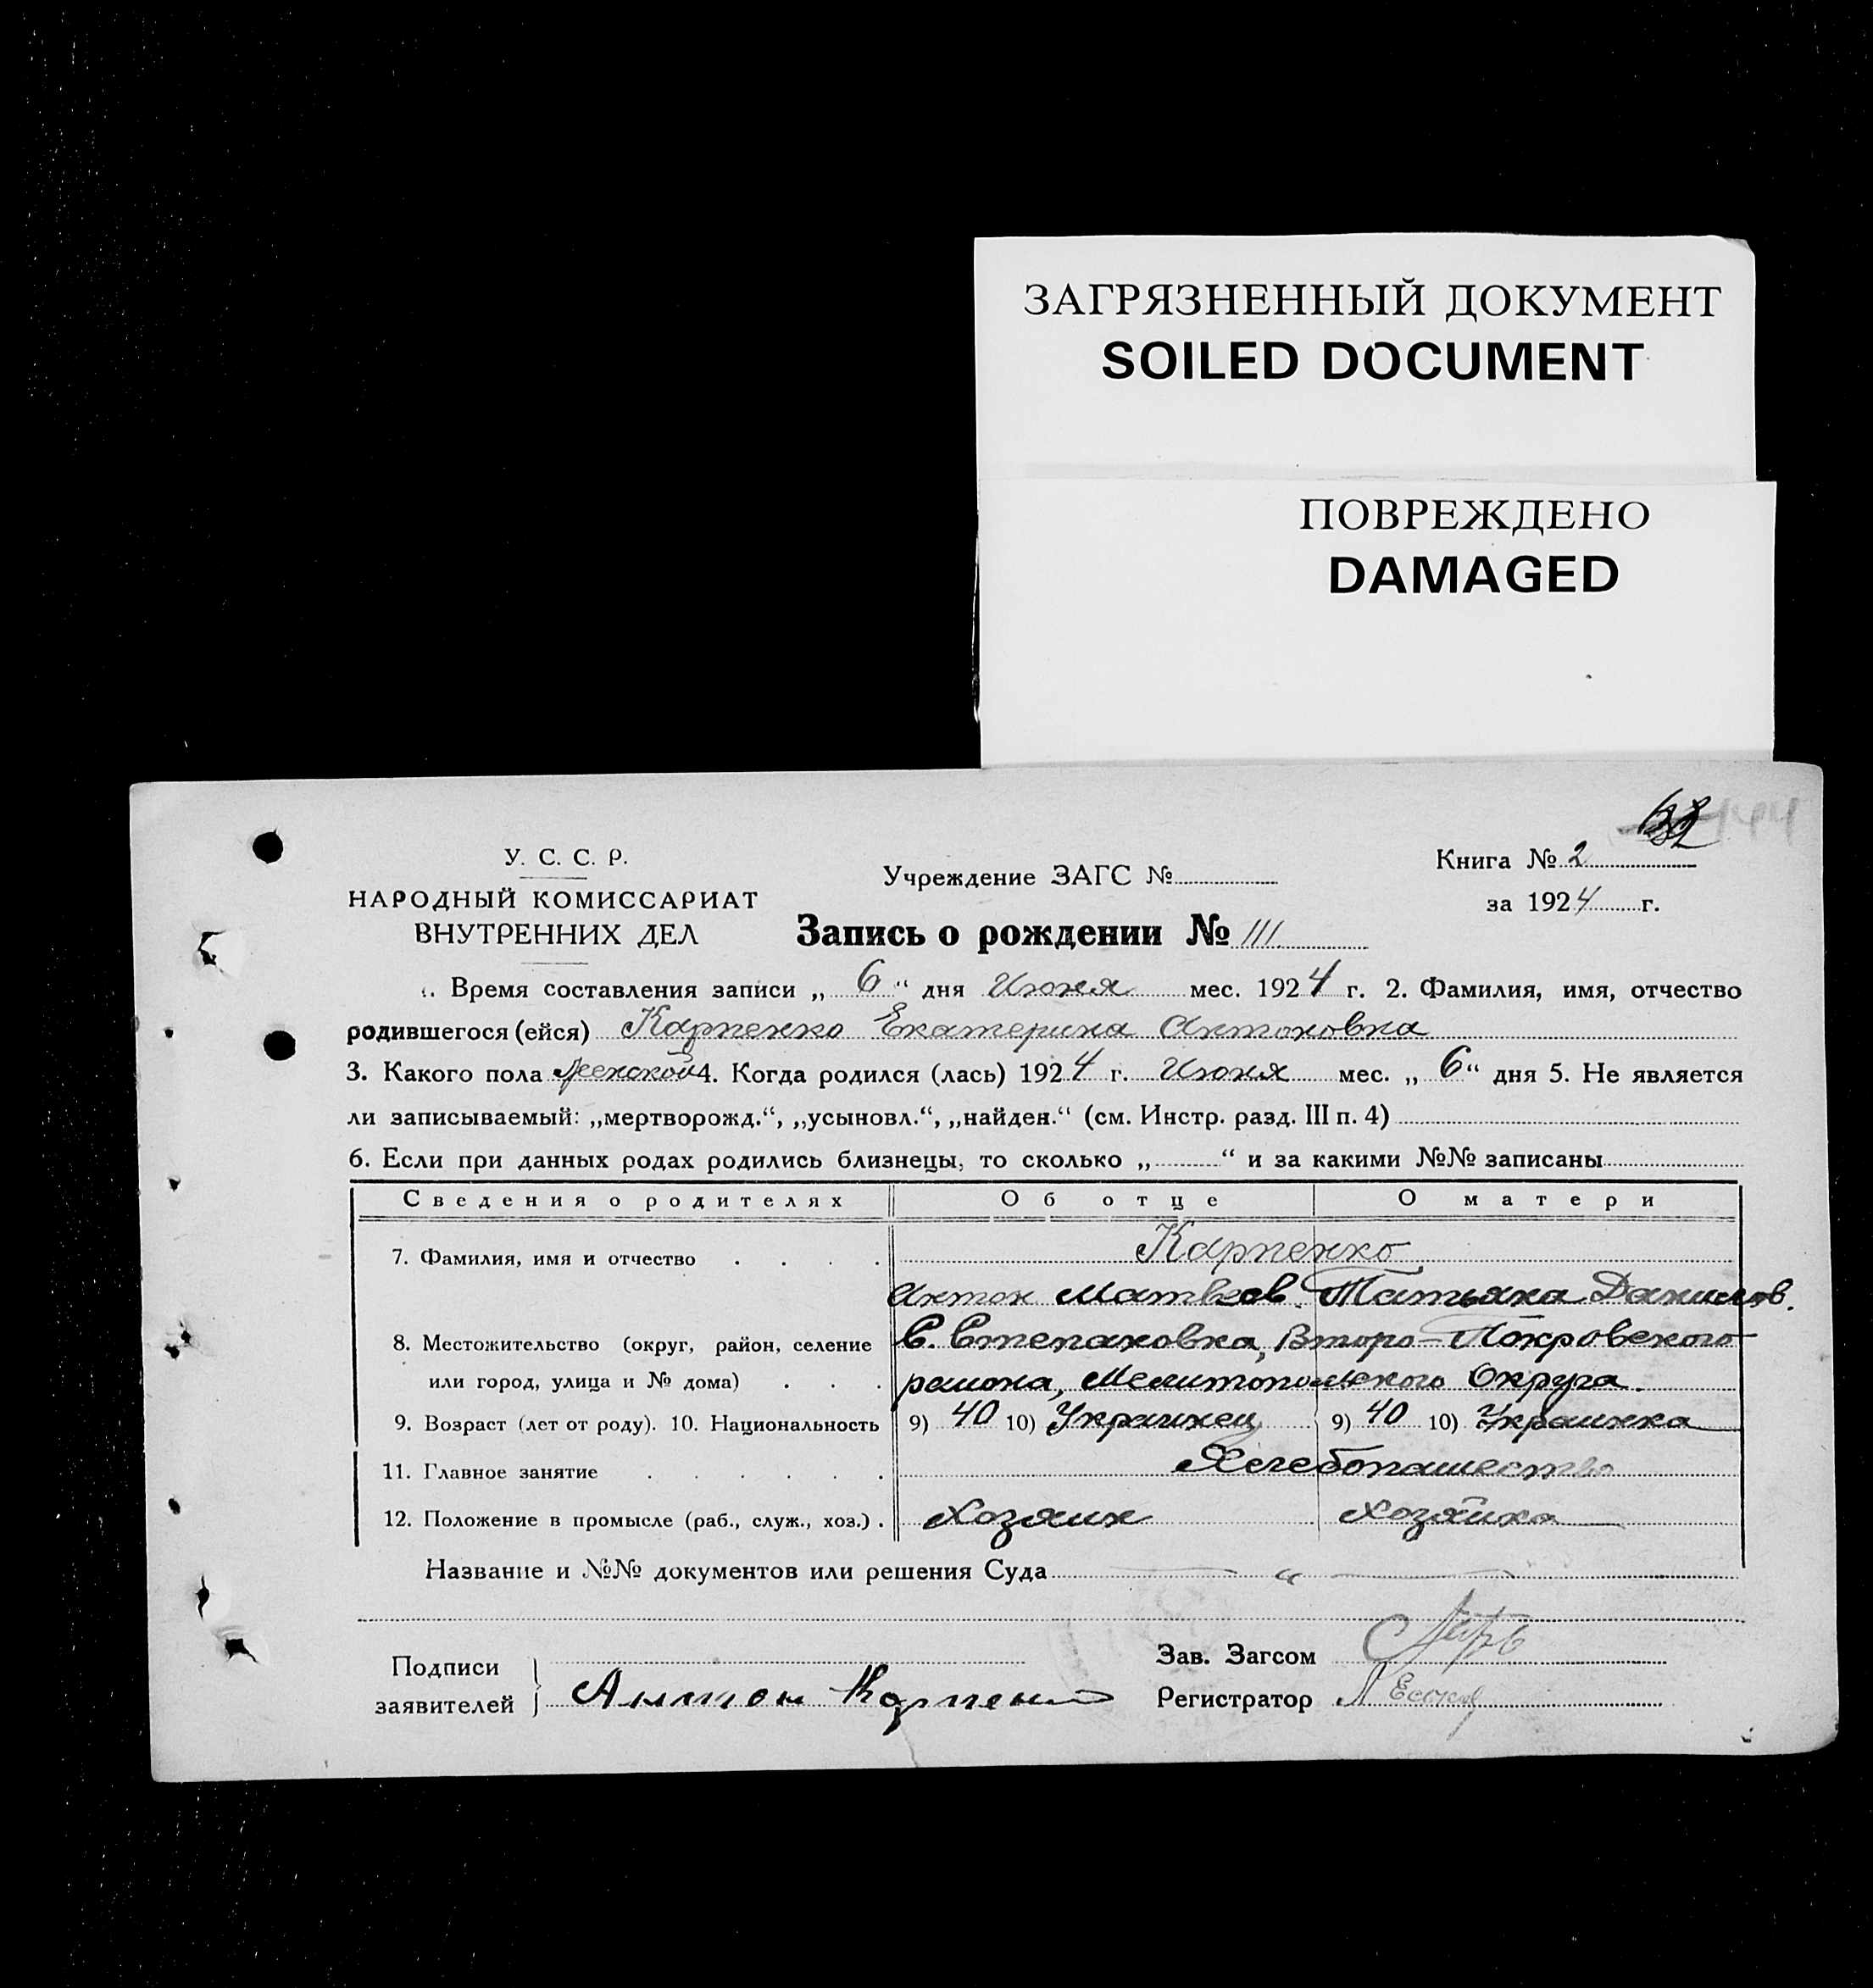 ЗАГРЯЗНЕННЫЙ ДОКУМЕНТ
SOILED DOCUMENT
ПОВРЕЖДЕНО
DAMAGED
144
У. С. С. Р.
НАРОДНЫЙ КОМИССАРИАТ
ВНУТРЕННИХ ДЕЛ
Учреждение ЗАГС №
Книга № 2
за 1924 г.
Запись о рождении № 111
Время составления записи „ 6 “ дня Июня мес. 1924 г. 2. Фамилия, имя, отчество
родившегося (ейся) Карпенко Екатерина Антоновна
3. Какого пола женской 4. Когда родился (лась) 1924 г. Июня мес. „ 6 “ дня 5. Не является
ли записываемый: „мертворожд.“, „усыновл.“, „найден.“ (см. Инстр. разд. III п. 4)
6. Если при данных родах родились близнецы, то сколько „ “ и за какими №№ записаны
Сведения о родителях Об отце О матери
7. Фамилия, имя и отчество . . . . Карпенко
Антон Матвеев. Татьяна Данилов.
8. Местожительство (округ, район, селение С. Степановка, Второ-Покровского
или город, улица и № дома) . . . района, Мелитопольского Округа.
9. Возраст (лет от роду). 10. Национальность 9) 40 10) Украинец 9) 40 10) Украинка
11. Главное занятие . . . . . . Хлебопашество
12. Положение в промысле (раб., служ., хоз.) . Хозяин Хозяйка
Название и №№ документов или решения Суда — “ —
Подписи
заявителей } Антон Карпенко
Зав. Загсом
Регистратор